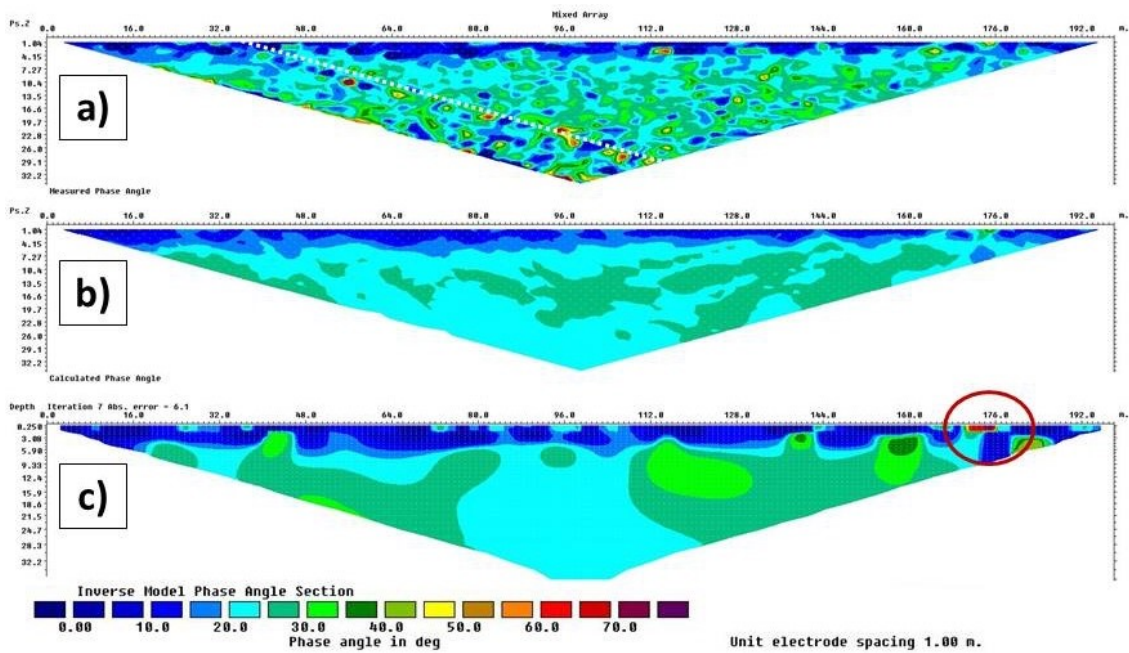 Mixed Array
Ps.Z 0.0 16.0 32.0 48.0 64.0 80.0 96.0 112.0 128.0 144.0 160.0 176.0 192.0 m.
1.04
4.15
7.27
10.4
13.5
16.6
19.7
22.8
26.0
29.1
32.2
a)
Measured Phase Angle
Ps.Z 0.0 16.0 32.0 48.0 64.0 80.0 96.0 112.0 128.0 144.0 160.0 176.0 192.0 m.
1.04
4.15
7.27
10.4
13.5
16.6
19.7
22.8
26.0
29.1
32.2
b)
Calculated Phase Angle
Depth Iteration 7 Abs. error = 6.1
0.0 16.0 32.0 48.0 64.0 80.0 96.0 112.0 128.0 144.0 160.0 176.0 192.0 m.
0.250
3.08
5.90
9.33
12.4
15.9
18.7
21.5
24.7
28.3
32.2
c)
Inverse Model Phase Angle Section
0.00 10.0 20.0 30.0 40.0 50.0 60.0 70.0
Phase angle in deg Unit electrode spacing 1.00 m.